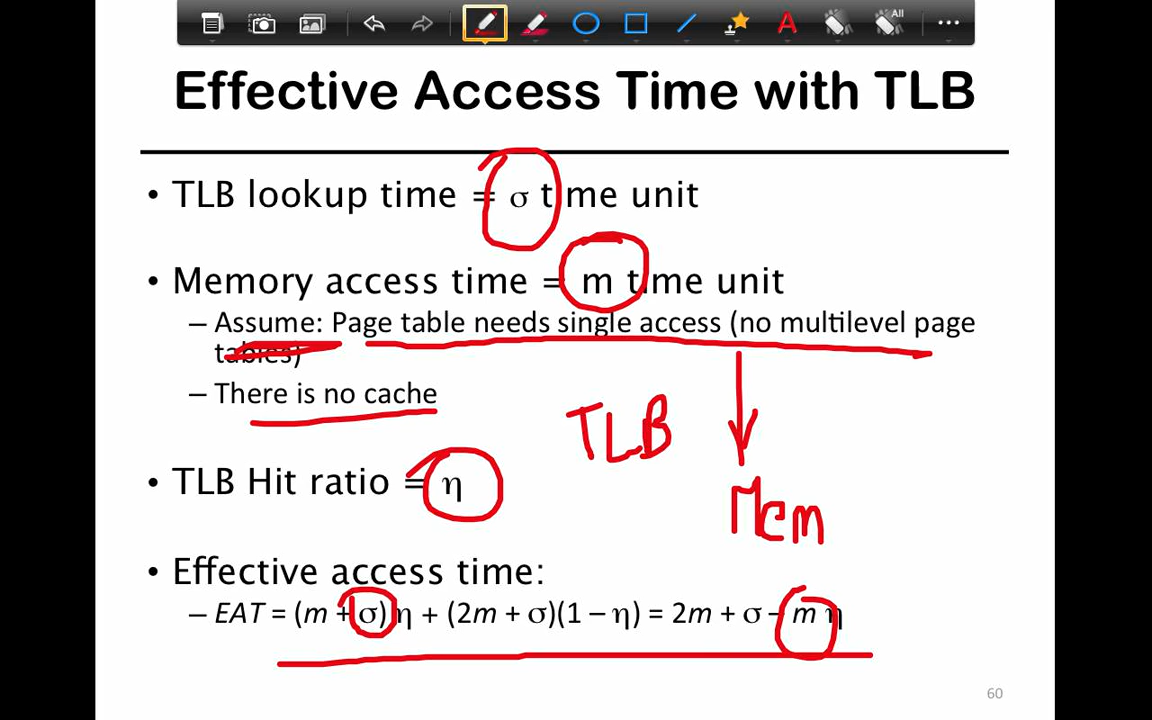 A
All
Effective Access Time with TLB
• TLB lookup time = σ time unit
• Memory access time = m time unit
– Assume: Page table needs single access (no multilevel page
tables)
– There is no cache
TLB
Mem
• TLB Hit ratio = η
• Effective access time:
– EAT = (m + σ)η + (2m + σ)(1 – η) = 2m + σ – m η
60